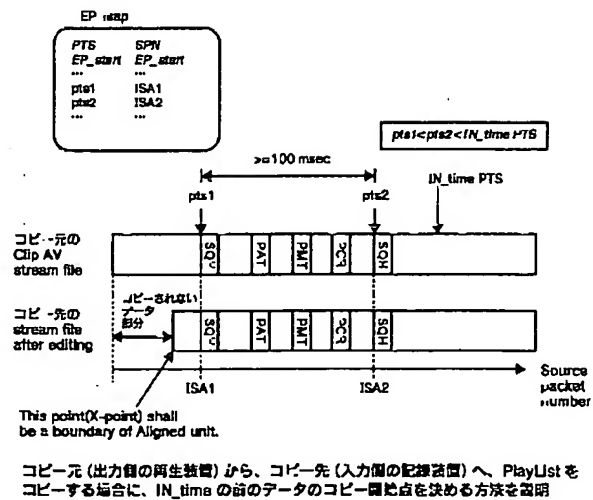 EP map
PTS SPN
EP_start EP_start
... ...
pts1 ISA1
pts2 ISA2
... ...
pts1<pts2<IN_time PTS
>=100 msec
pts1 pts2 IN_time PTS
コピー元の
Clip AV
stream file
SQH PAT PMT PCR SQH
コピーされない
データ
部分
コピー先の
stream file
after editing
SQH PAT PMT PCR SQH
ISA1 ISA2
Source
packet
number
This point(X-point) shall
be a boundary of Aligned unit.
コピー元 (出力側の再生装置) から、コピー先 (入力側の記録装置) へ、PlayList を
コピーする場合に、IN_time の前のデータのコピー開始点を決める方法を説明